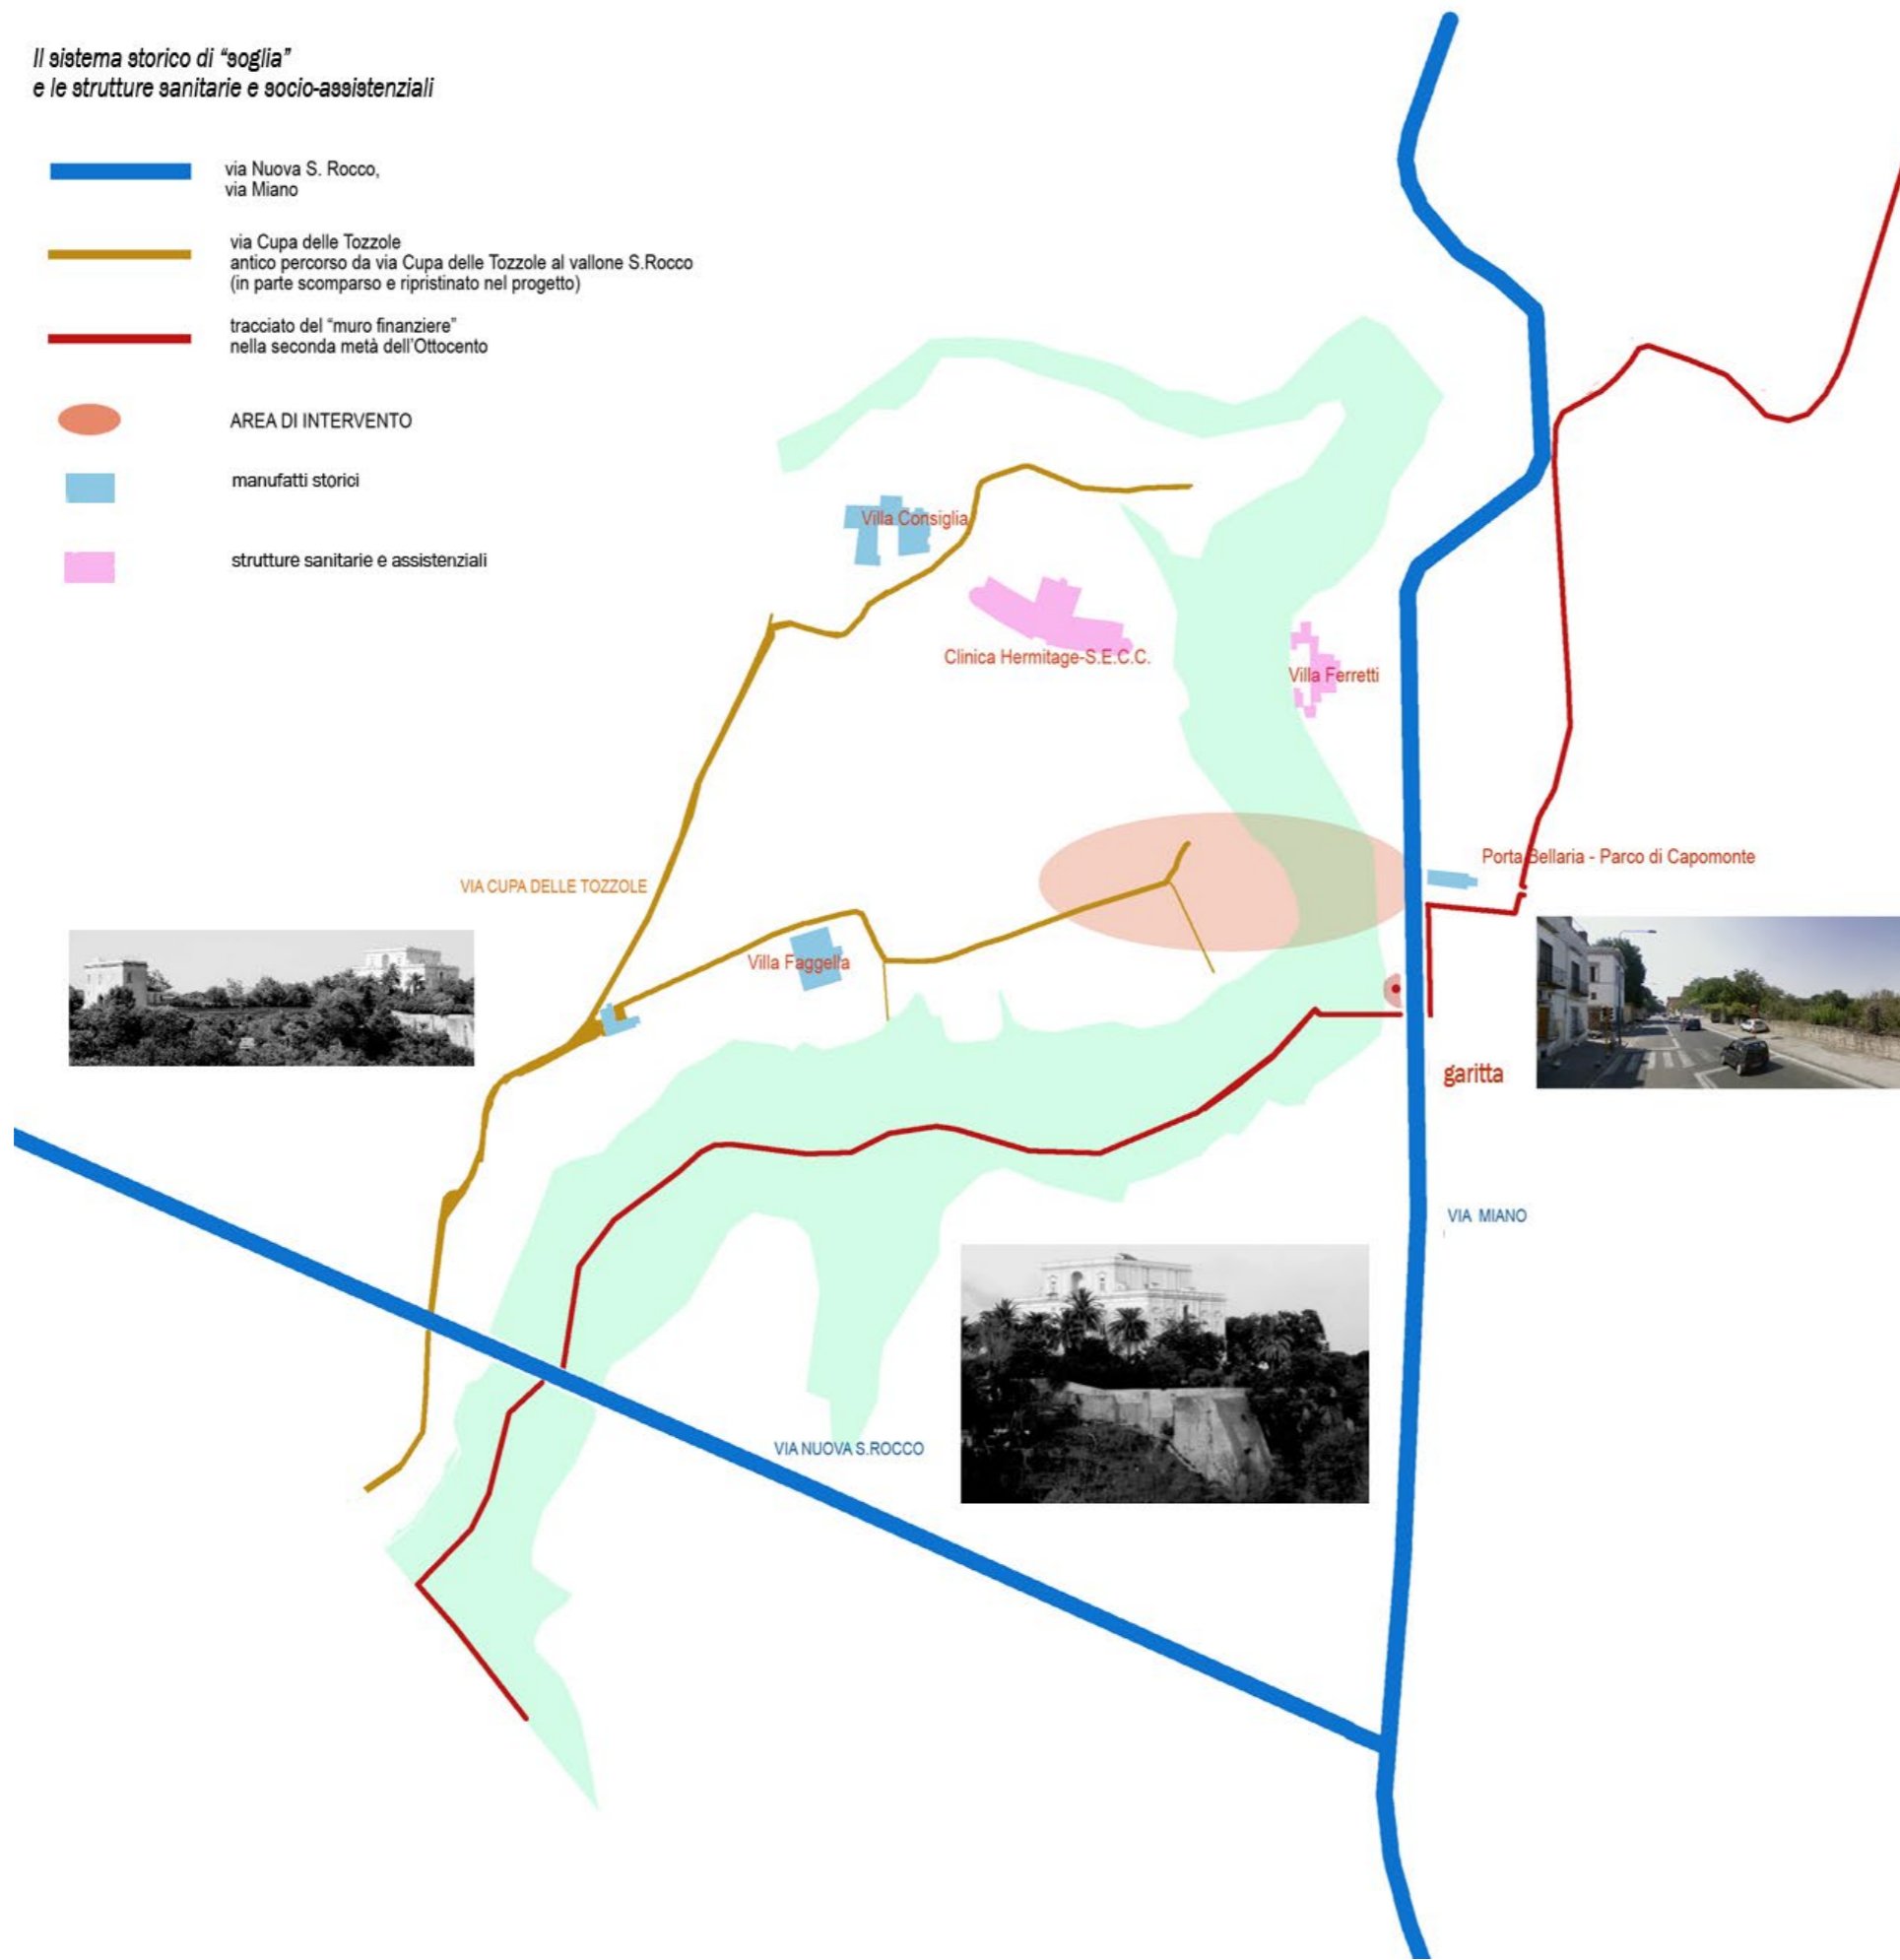 Il sistema storico di “soglia”
e le strutture sanitarie e socio-assistenziali
via Nuova S. Rocco,
via Miano
via Cupa delle Tozzole
antico percorso da via Cupa delle Tozzole al vallone S.Rocco
(in parte scomparso e ripristinato nel progetto)
tracciato del “muro finanziere”
nella seconda metà dell’Ottocento
AREA DI INTERVENTO
manufatti storici
strutture sanitarie e assistenziali
Villa Consiglia
Clinica Hermitage-S.E.C.C.
Villa Ferretti
Porta Bellaria - Parco di Capomonte
VIA CUPA DELLE TOZZOLE
Villa Faggella
garitta
VIA MIANO
VIA NUOVA S.ROCCO